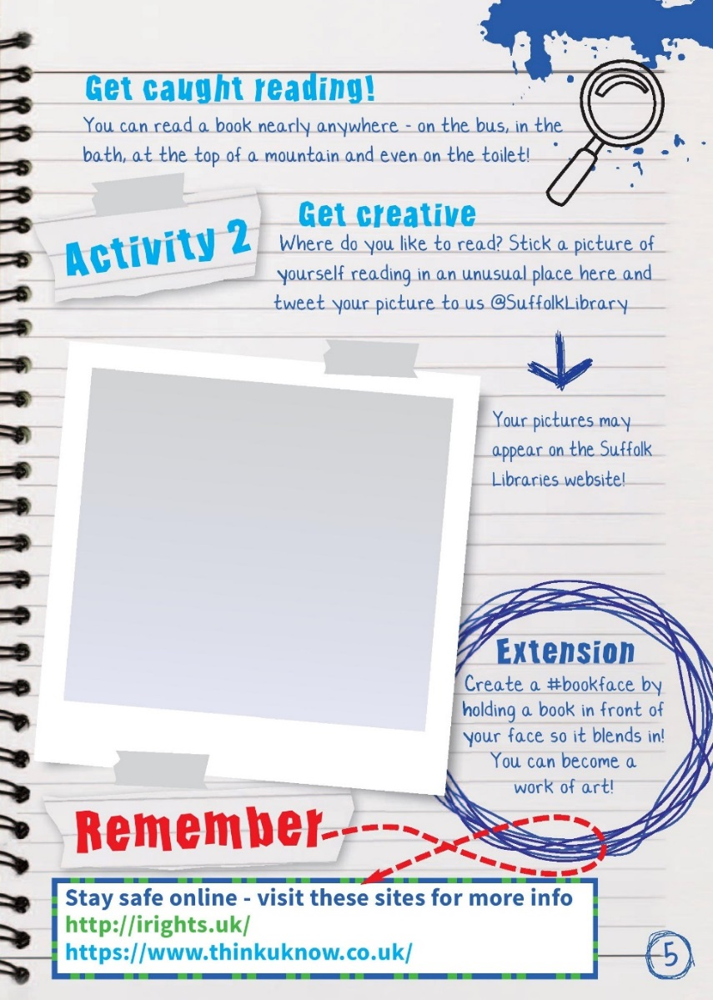 Get caught reading!
You can read a book nearly anywhere - on the bus, in the
bath, at the top of a mountain and even on the toilet!
Activity 2
Get creative
Where do you like to read? Stick a picture of
yourself reading in an unusual place here and
tweet your picture to us @SuffolkLibrary
Your pictures may
appear on the Suffolk
Libraries website!
Extension
Create a #bookface by
holding a book in front of
your face so it blends in!
You can become a
work of art!
Remember
Stay safe online - visit these sites for more info
http://irights.uk/
https://www.thinkuknow.co.uk/
5